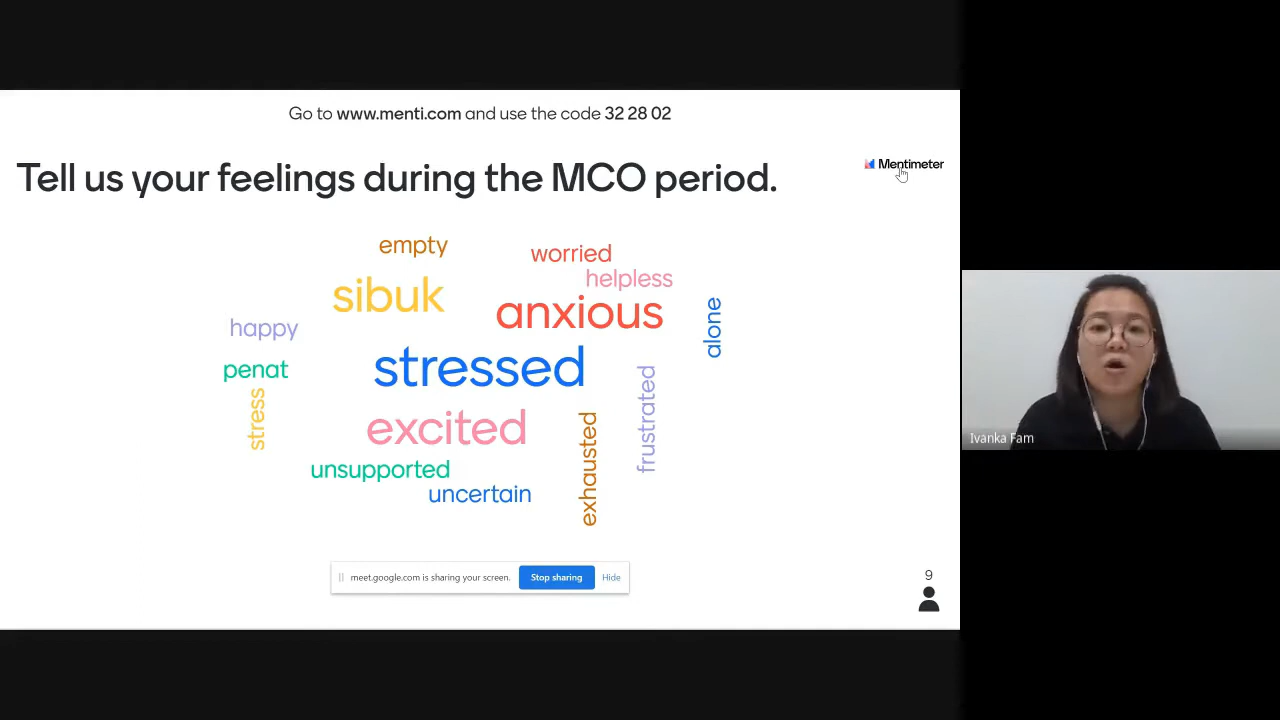 Go to www.menti.com and use the code 32 28 02
Mentimeter
Tell us your feelings during the MCO period.
empty
worried
helpless
sibuk
anxious
alone
happy
stressed
penat
stress
frustrated
excited
exhausted
unsupported
uncertain
meet.google.com is sharing your screen. Stop sharing Hide
9
Ivanka Fam